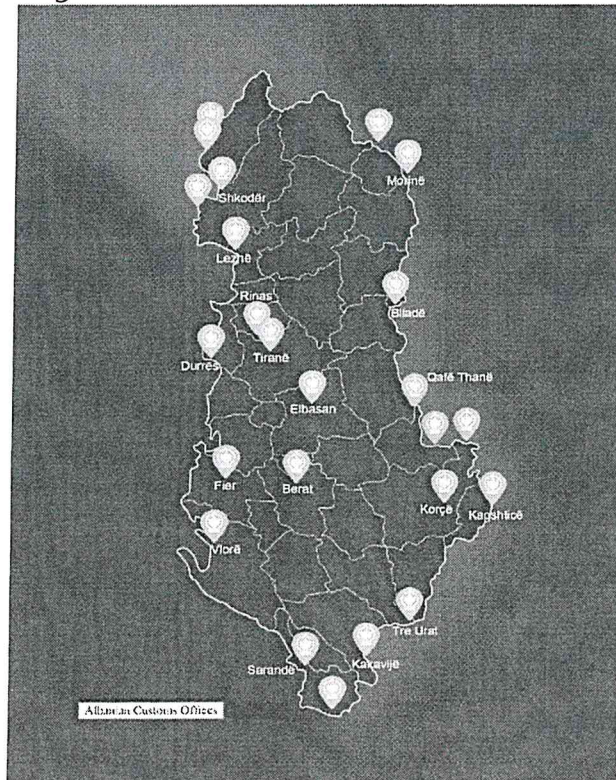 Shkodër
Morinë
Lezhë
Rinas
Bllatë
Tiranë
Durrës
Qafë Thanë
Elbasan
Fier
Berat
Korçë
Kapshticë
Vlorë
Tre Urat
Kakavijë
Sarandë
Albanian Customs Offices